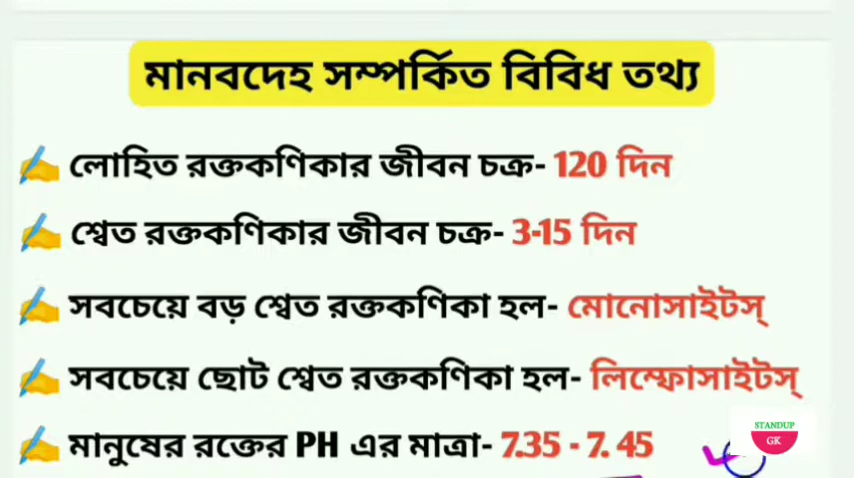 মানবদেহ সম্পর্কিত বিবিধ তথ্য
✍️ লোহিত রক্তকণিকার জীবন চক্র- 120 দিন
✍️ শ্বেত রক্তকণিকার জীবন চক্র- 3-15 দিন
✍️ সবচেয়ে বড় শ্বেত রক্তকণিকা হল- মোনোসাইটস্
✍️ সবচেয়ে ছোট শ্বেত রক্তকণিকা হল- লিম্ফোসাইটস্
✍️ মানুষের রক্তের PH এর মাত্রা- 7.35 - 7. 45
STANDUP
GK